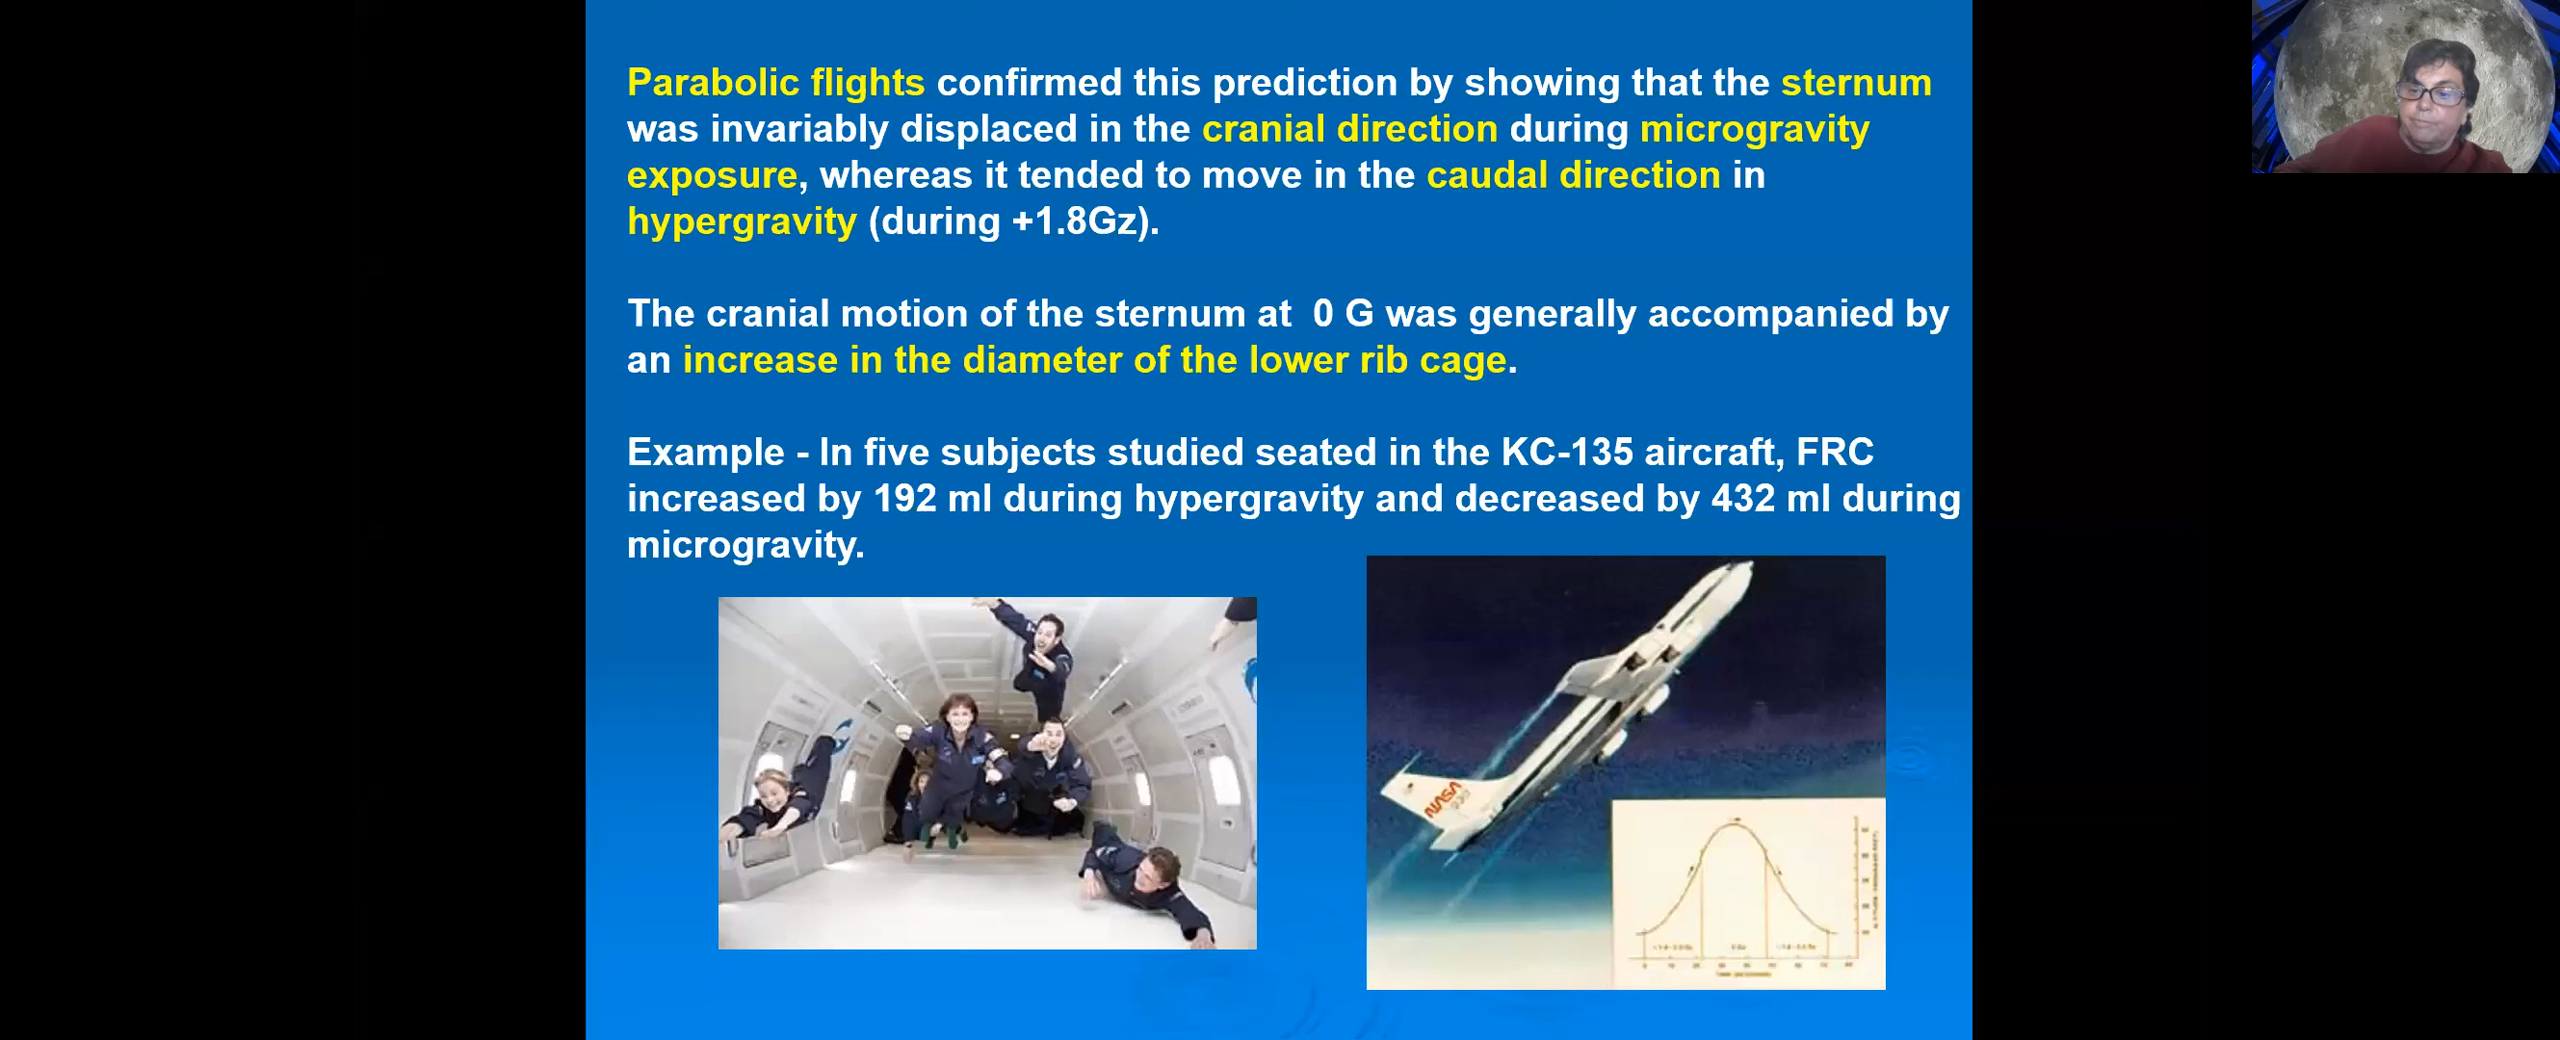 Parabolic flights confirmed this prediction by showing that the sternum
was invariably displaced in the cranial direction during microgravity
exposure, whereas it tended to move in the caudal direction in
hypergravity (during +1.8Gz).
The cranial motion of the sternum at  0 G was generally accompanied by
an increase in the diameter of the lower rib cage.
Example - In five subjects studied seated in the KC-135 aircraft, FRC
increased by 192 ml during hypergravity and decreased by 432 ml during
microgravity.
NASA